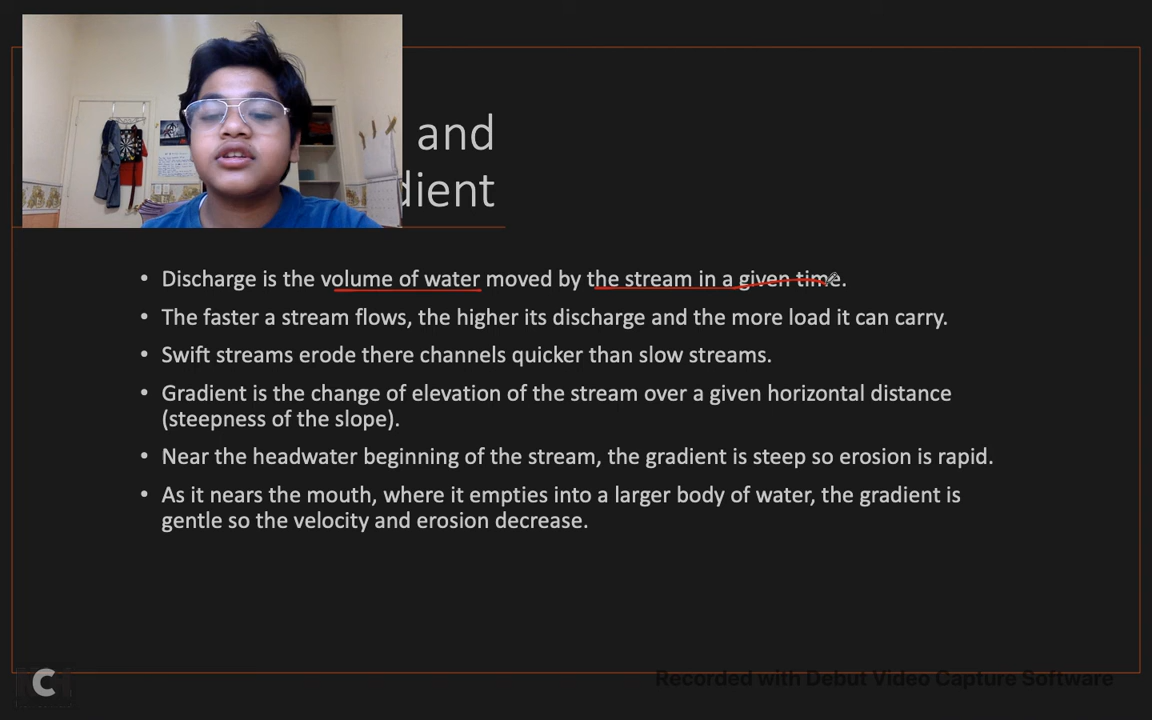 and
dient
• Discharge is the volume of water moved by the stream in a given time.
• The faster a stream flows, the higher its discharge and the more load it can carry.
• Swift streams erode there channels quicker than slow streams.
• Gradient is the change of elevation of the stream over a given horizontal distance
(steepness of the slope).
• Near the headwater beginning of the stream, the gradient is steep so erosion is rapid.
• As it nears the mouth, where it empties into a larger body of water, the gradient is
gentle so the velocity and erosion decrease.
C
Recorded with Debut Video Capture Software